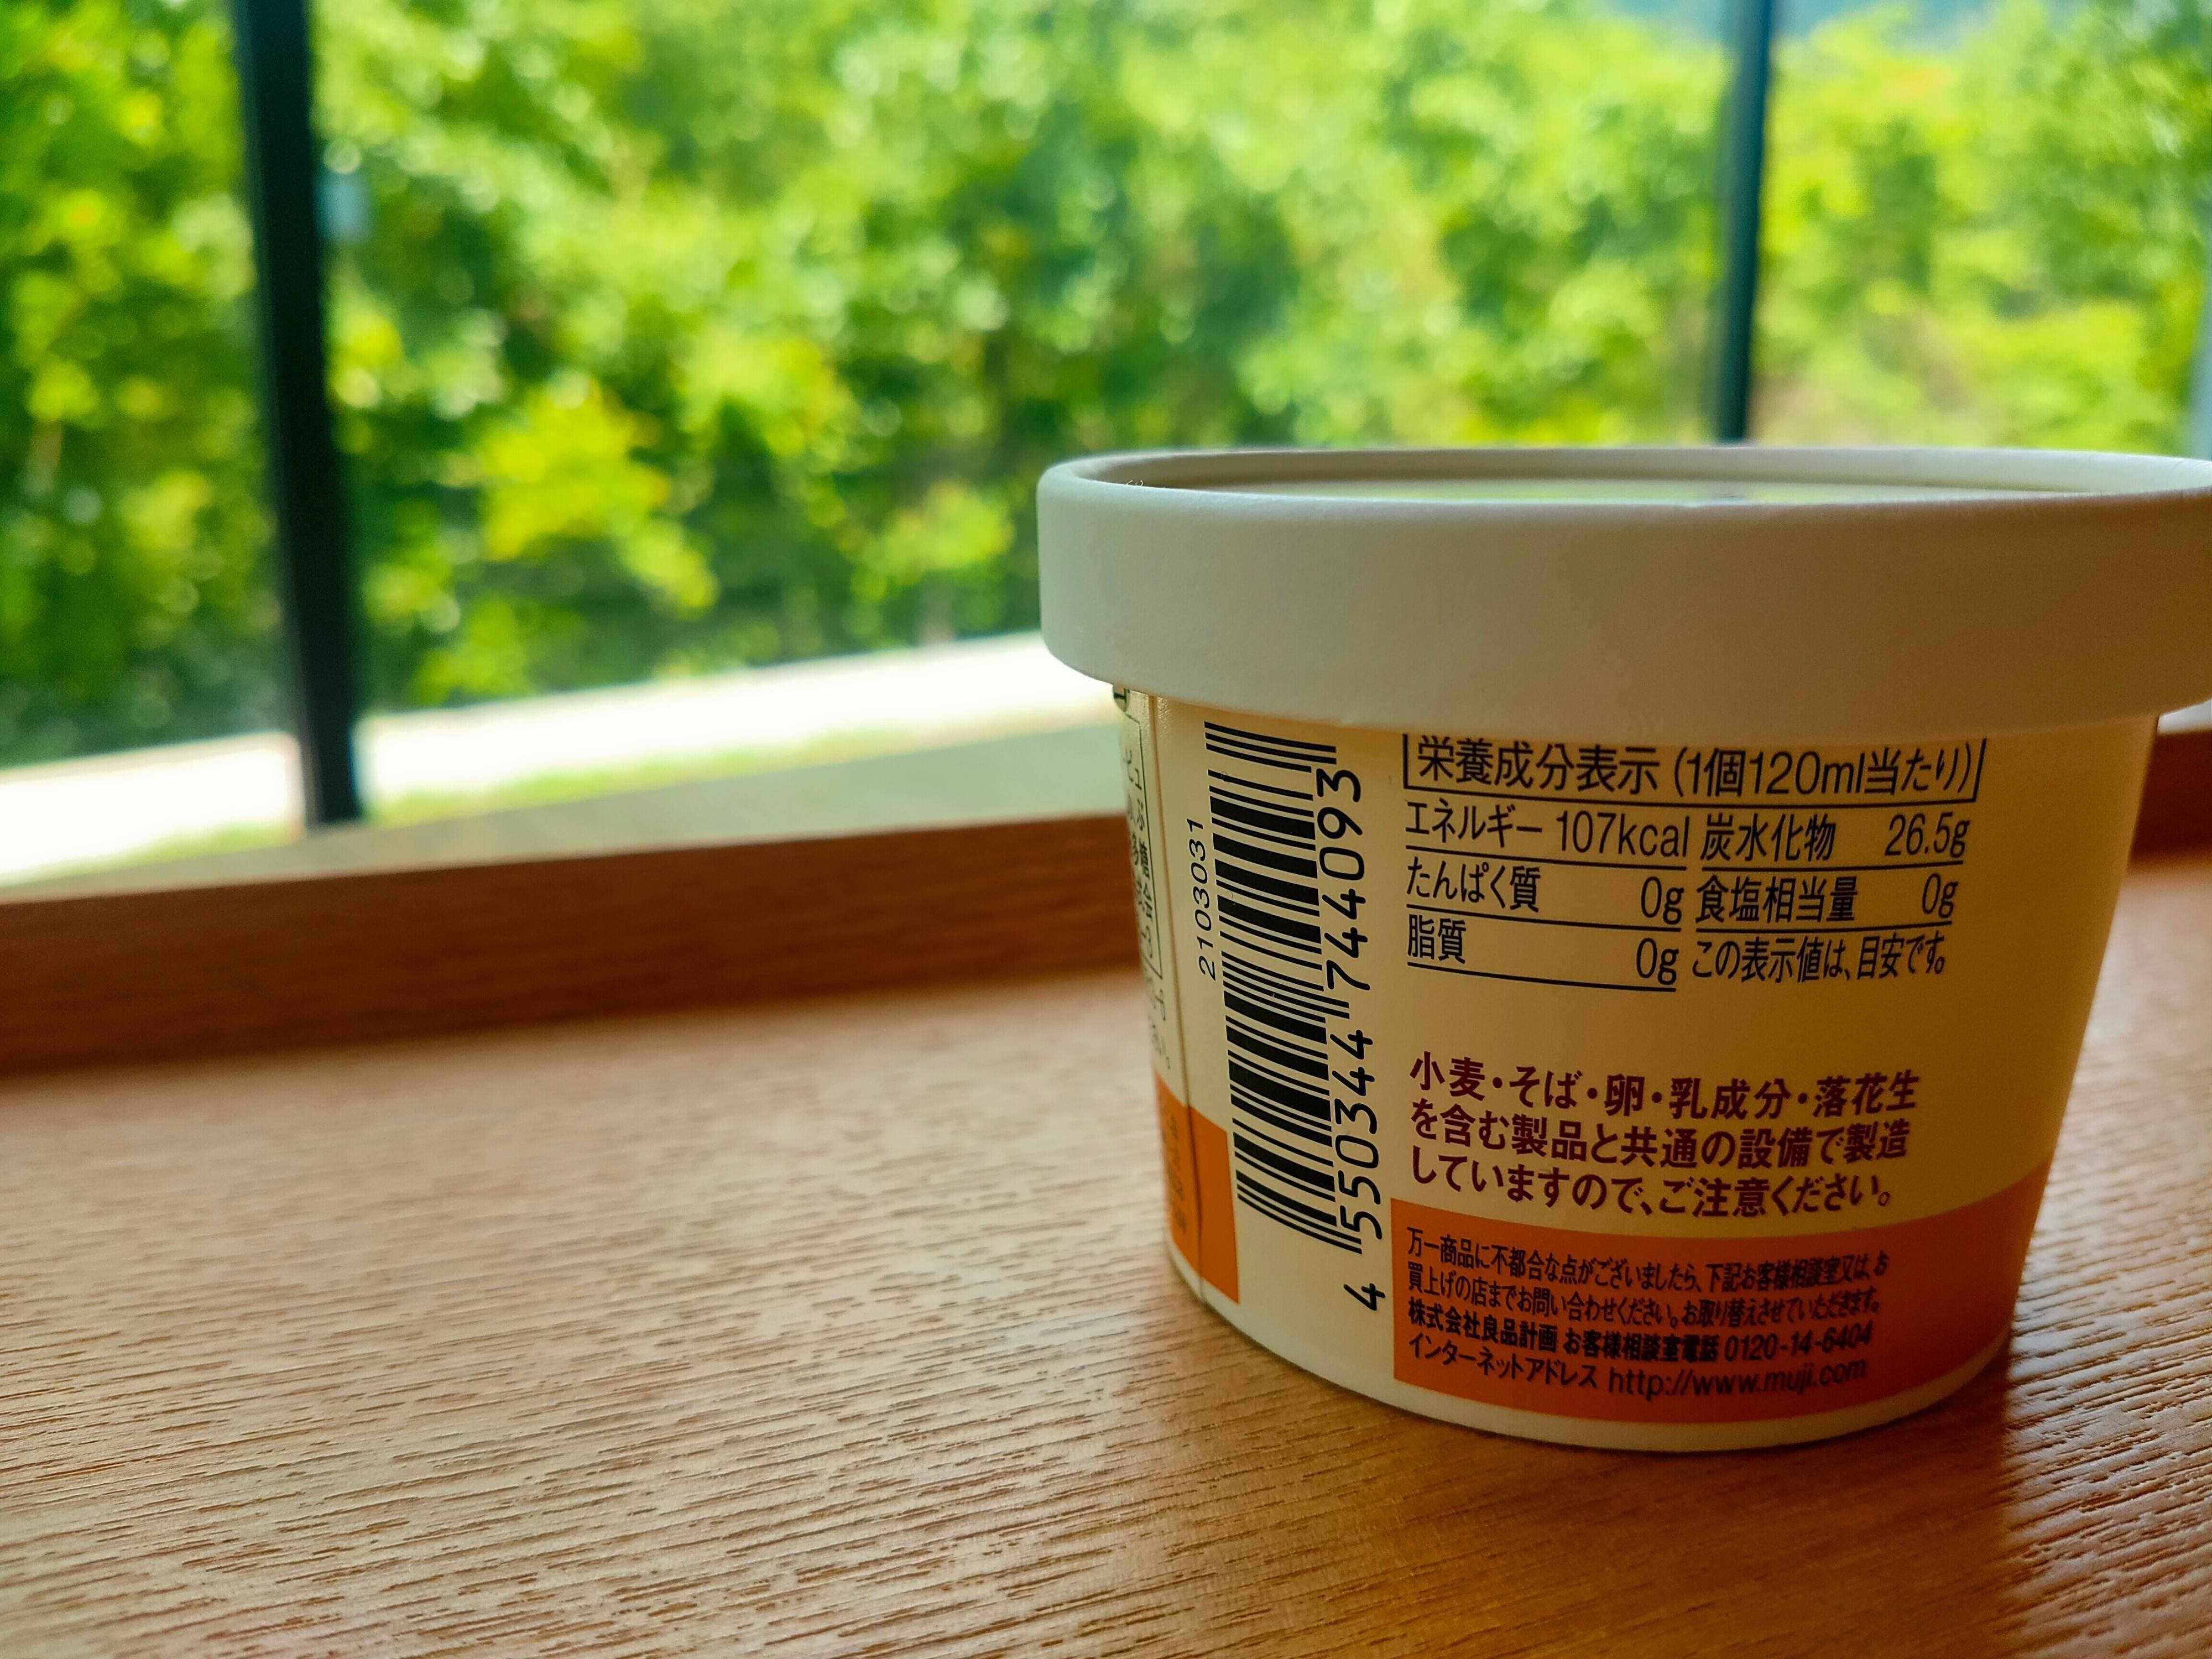 栄養成分表示 (1個120ml当たり)
エネルギー 107kcal 炭水化物 26.5g
たんぱく質 0g 食塩相当量 0g
脂質 0g この表示値は、目安です。
小麦・そば・卵・乳成分・落花生
を含む製品と共通の設備で製造
していますので、ご注意ください。
万一商品に不都合な点がございましたら、下記お客様相談室又は、お
買上げの店までお問い合わせください。お取り替えさせていただきます。
株式会社良品計画 お客様相談室電話 0120-14-6404
インターネットアドレス http://www.muji.com
2103031
4 550344 744093